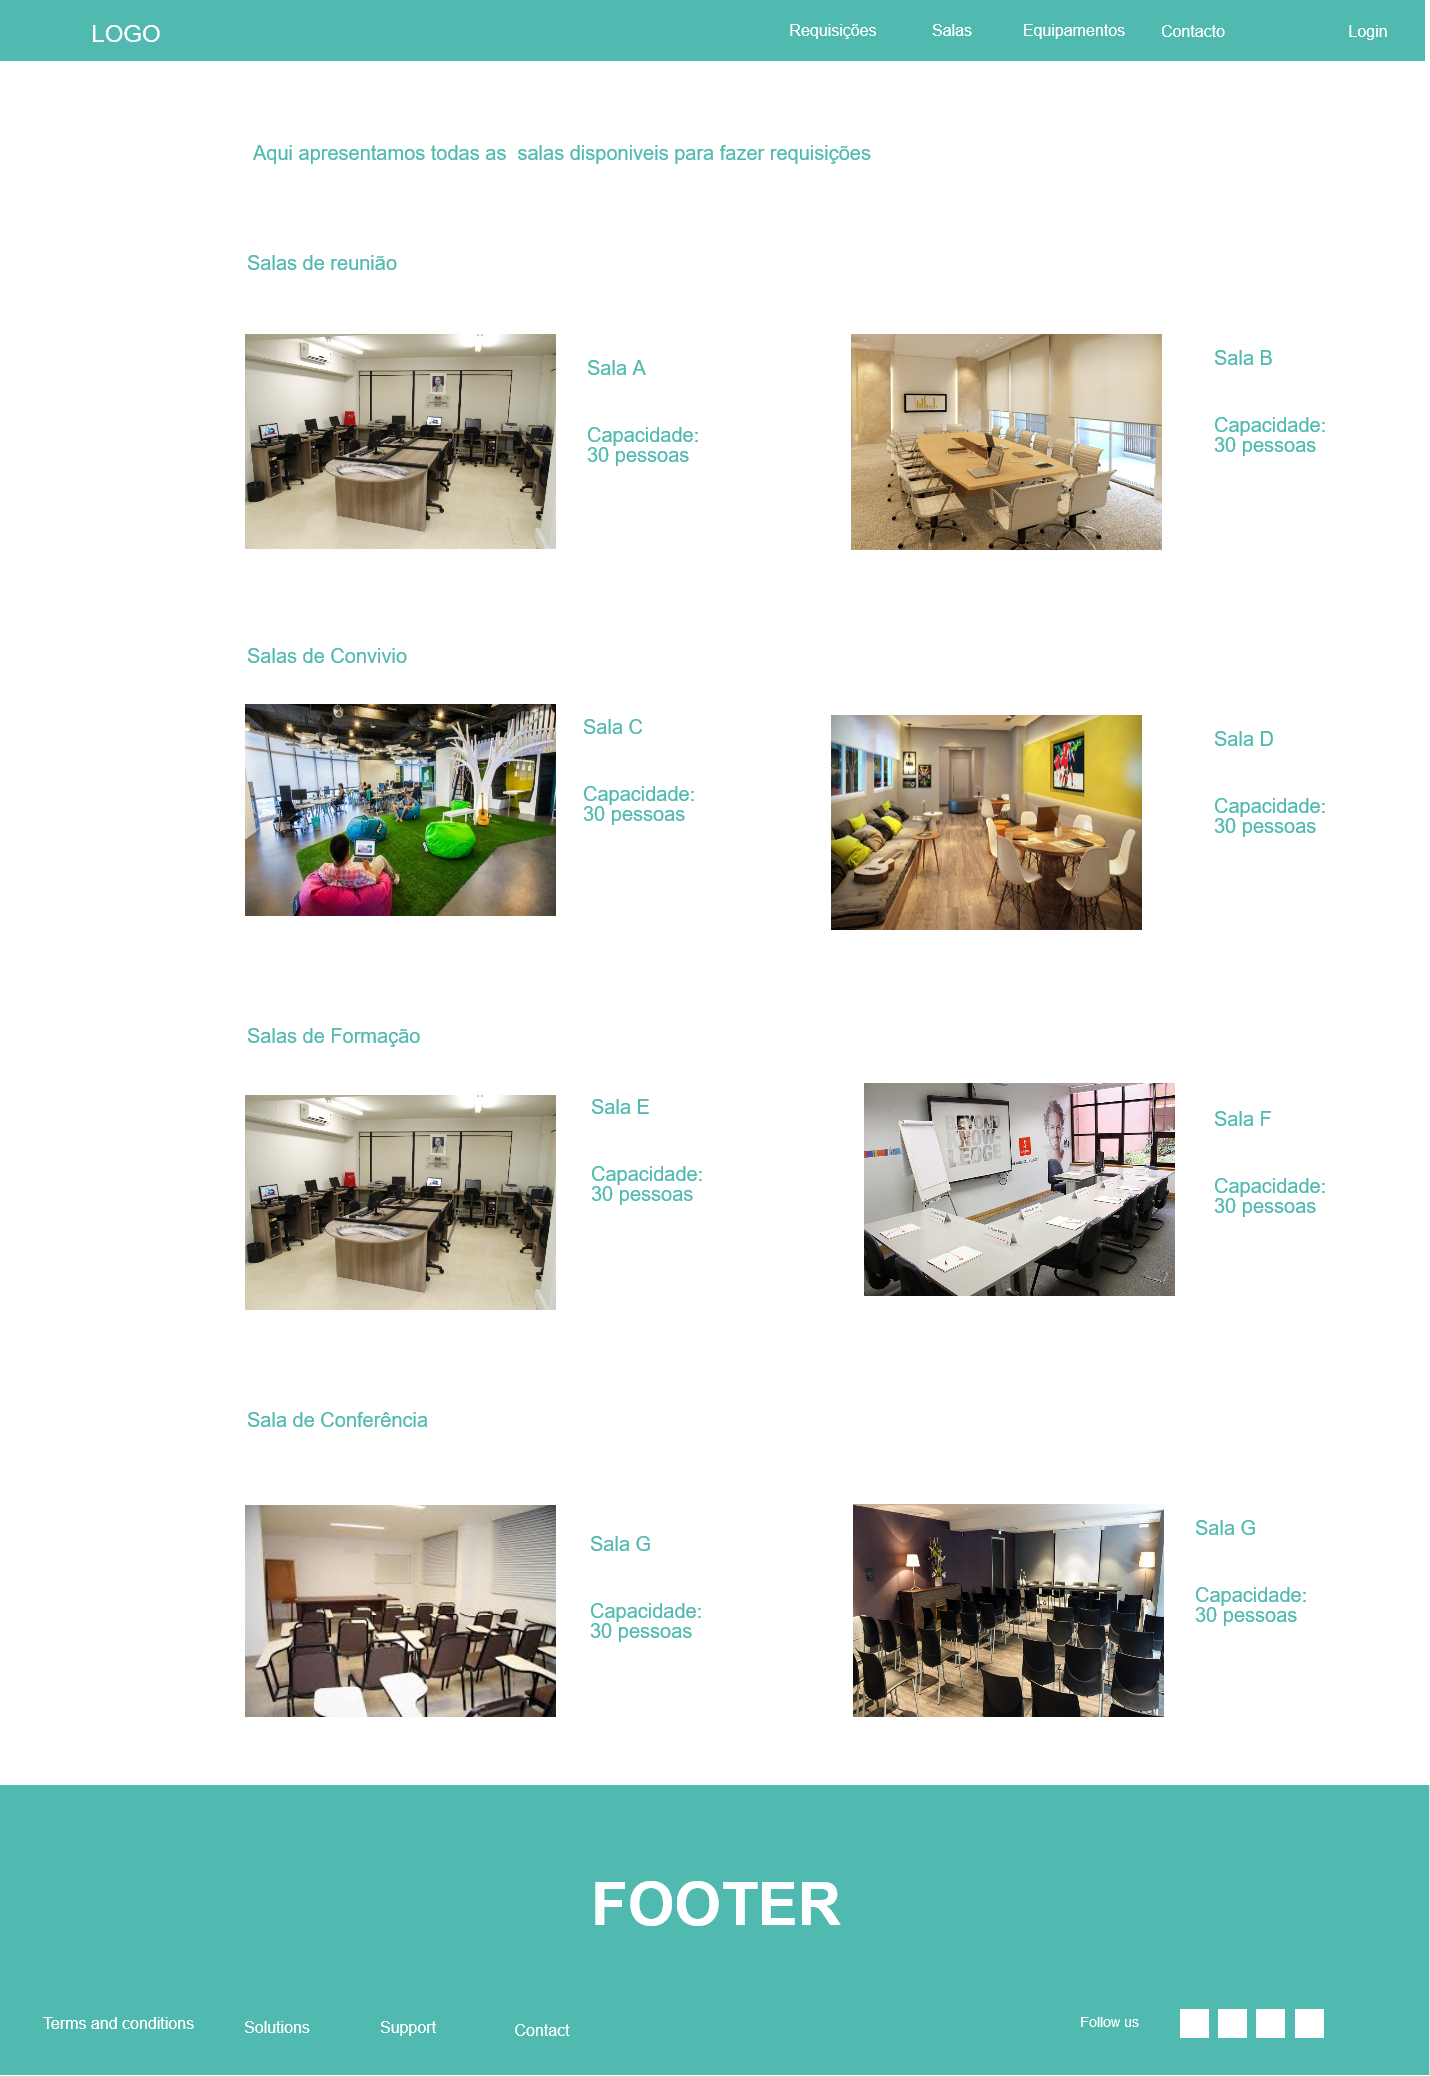 LOGO
Requisições
Salas
Equipamentos
Contacto
Login
Aqui apresentamos todas as  salas disponiveis para fazer requisições
Salas de reunião
Sala A
Capacidade:
30 pessoas
Sala B
Capacidade:
30 pessoas
Salas de Convivio
Sala C
Capacidade:
30 pessoas
Sala D
Capacidade:
30 pessoas
Salas de Formação
Sala E
Capacidade:
30 pessoas
BEYOND
KNOW-
LEDGE
Sala F
Capacidade:
30 pessoas
Sala de Conferência
Sala G
Capacidade:
30 pessoas
Sala G
Capacidade:
30 pessoas
FOOTER
Terms and conditions
Solutions
Support
Contact
Follow us